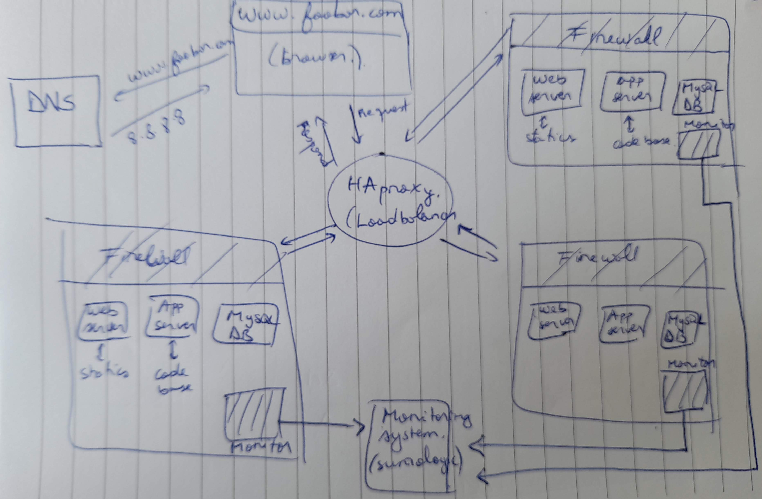 www.foobar.com
(browser.)
DNS
www.foobar.com
8.8.8.8
request
HAproxy.
(Loadbalancer
Firewall
Web
server
App
server
Mysql
DB
statics
code base
Monitor
Firewall
Web
server
App
server
Mysql
DB
statics
code
base
Monitor
Firewall
Web
server
App
server
Mysql
DB
Monitor
Monitoring
system.
(sumologic)